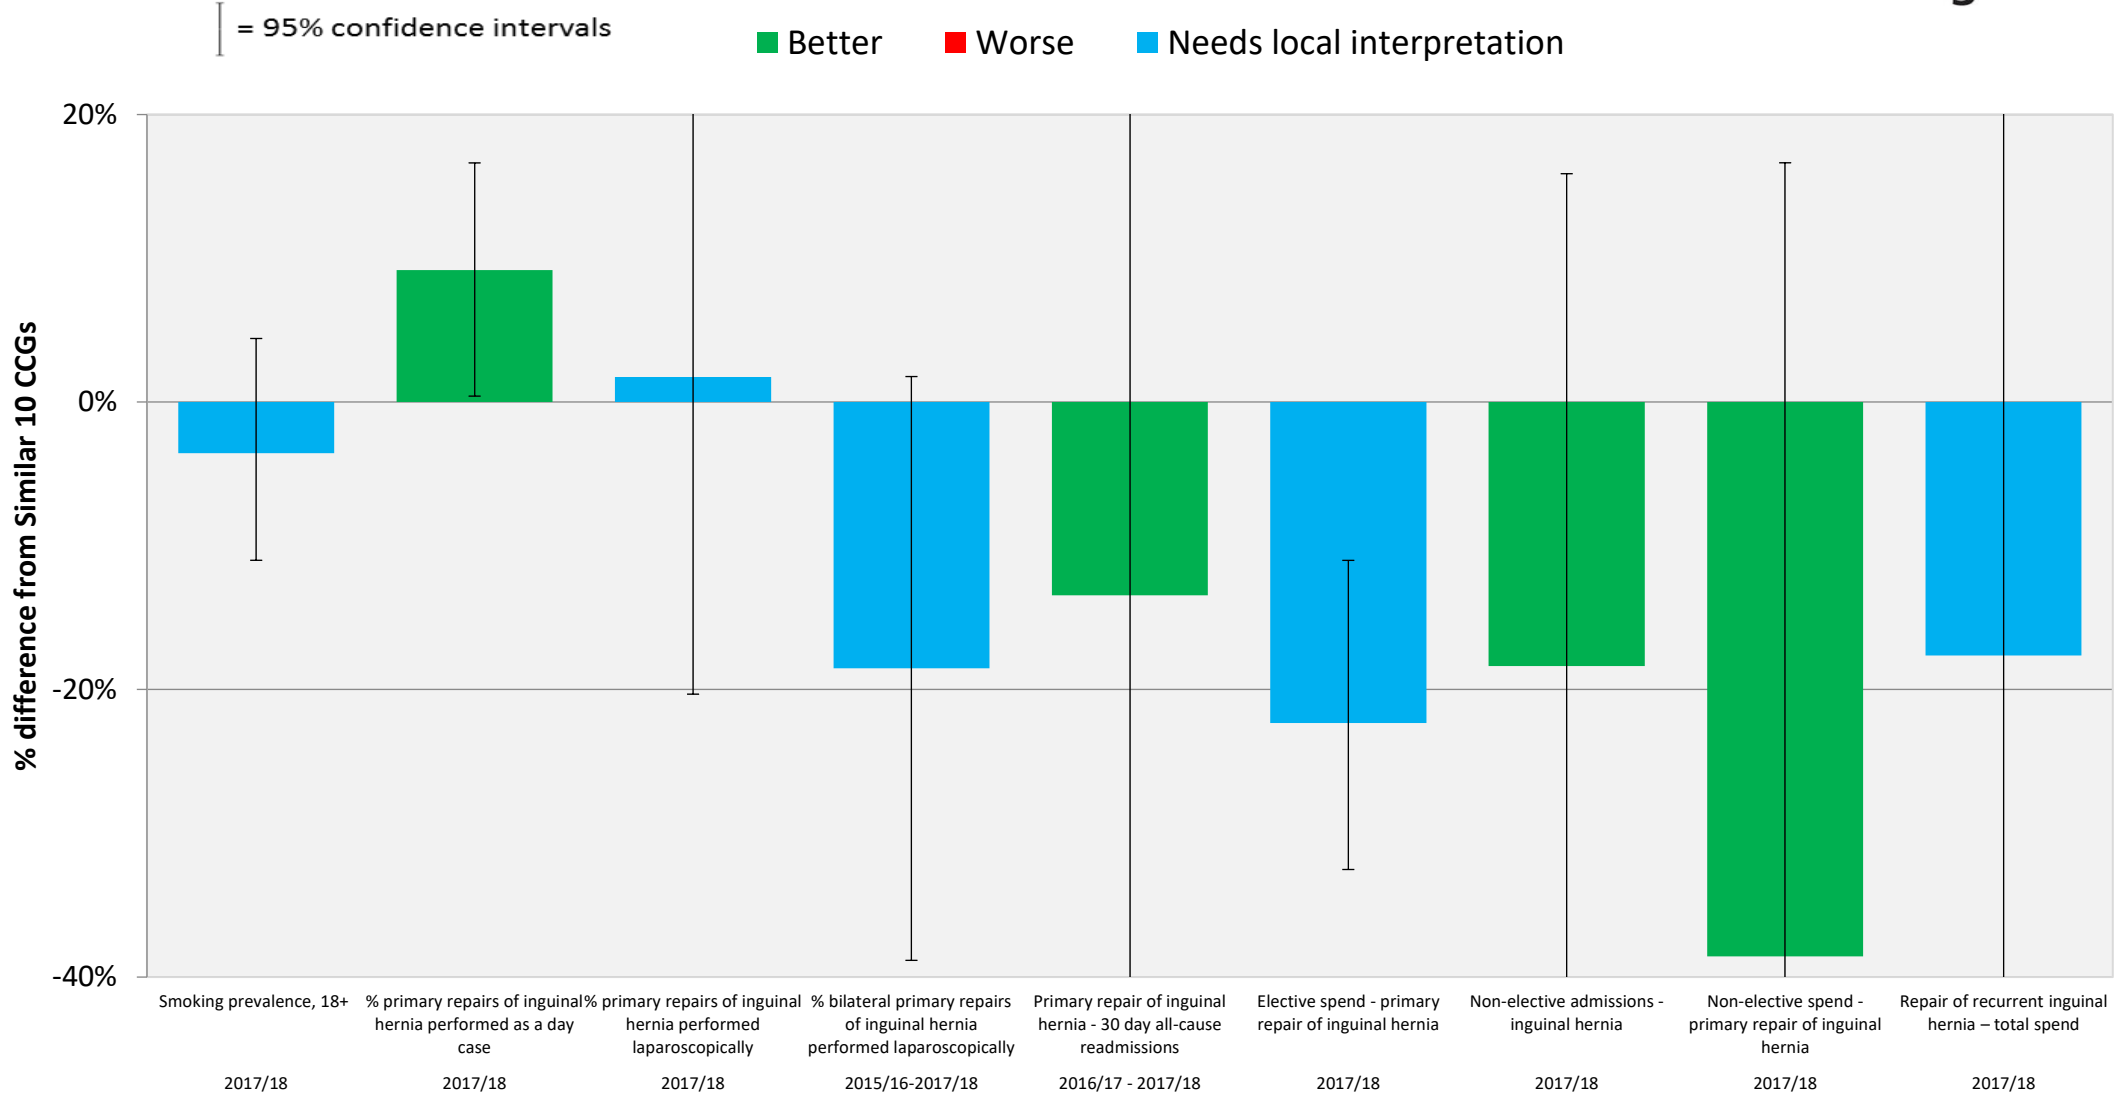 = 95% confidence intervals
Better Worse Needs local interpretation
20%
0%
-20%
-40%
% difference from Similar 10 CCGs
Smoking prevalence, 18+
2017/18
% primary repairs of inguinal
hernia performed as a day
case
2017/18
% primary repairs of inguinal
hernia performed
laparoscopically
2017/18
% bilateral primary repairs
of inguinal hernia
performed laparoscopically
2015/16-2017/18
Primary repair of inguinal
hernia - 30 day all-cause
readmissions
2016/17 - 2017/18
Elective spend - primary
repair of inguinal hernia
2017/18
Non-elective admissions -
inguinal hernia
2017/18
Non-elective spend -
primary repair of inguinal
hernia
2017/18
Repair of recurrent inguinal
hernia – total spend
2017/18